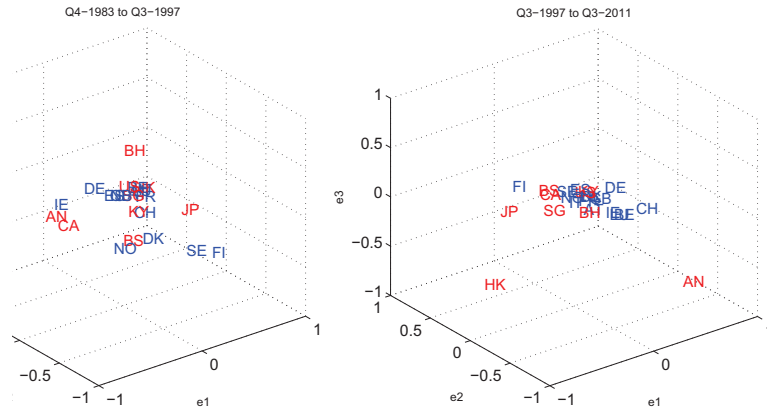 Q4−1983 to Q3−1997
BH
DE
IE
AN
CA
KY
CH
JP
BS
NO
DK
SE
FI
1
0
−0.5
−1
−1
e1
Q3−1997 to Q3−2011
1
0.5
0
−0.5
−1
e3
FI
BS
CA
JP
SG
DE
BH
CH
HK
AN
1
0.5
0
−0.5
−1
e2
−1
0
e1